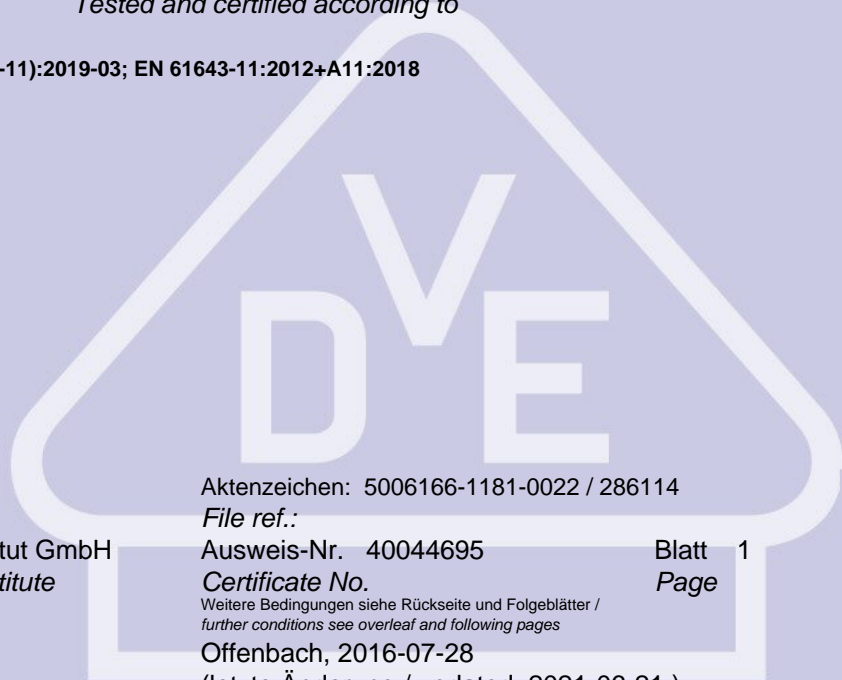 Tested and certified according to
-11):2019-03; EN 61643-11:2012+A11:2018
DVE
Aktenzeichen: 5006166-1181-0022 / 286114
File ref.:
tut GmbH Ausweis-Nr. 40044695 Blatt 1
titute Certificate No. Page
Weitere Bedingungen siehe Rückseite und Folgeblätter /
further conditions see overleaf and following pages
Offenbach, 2016-07-28